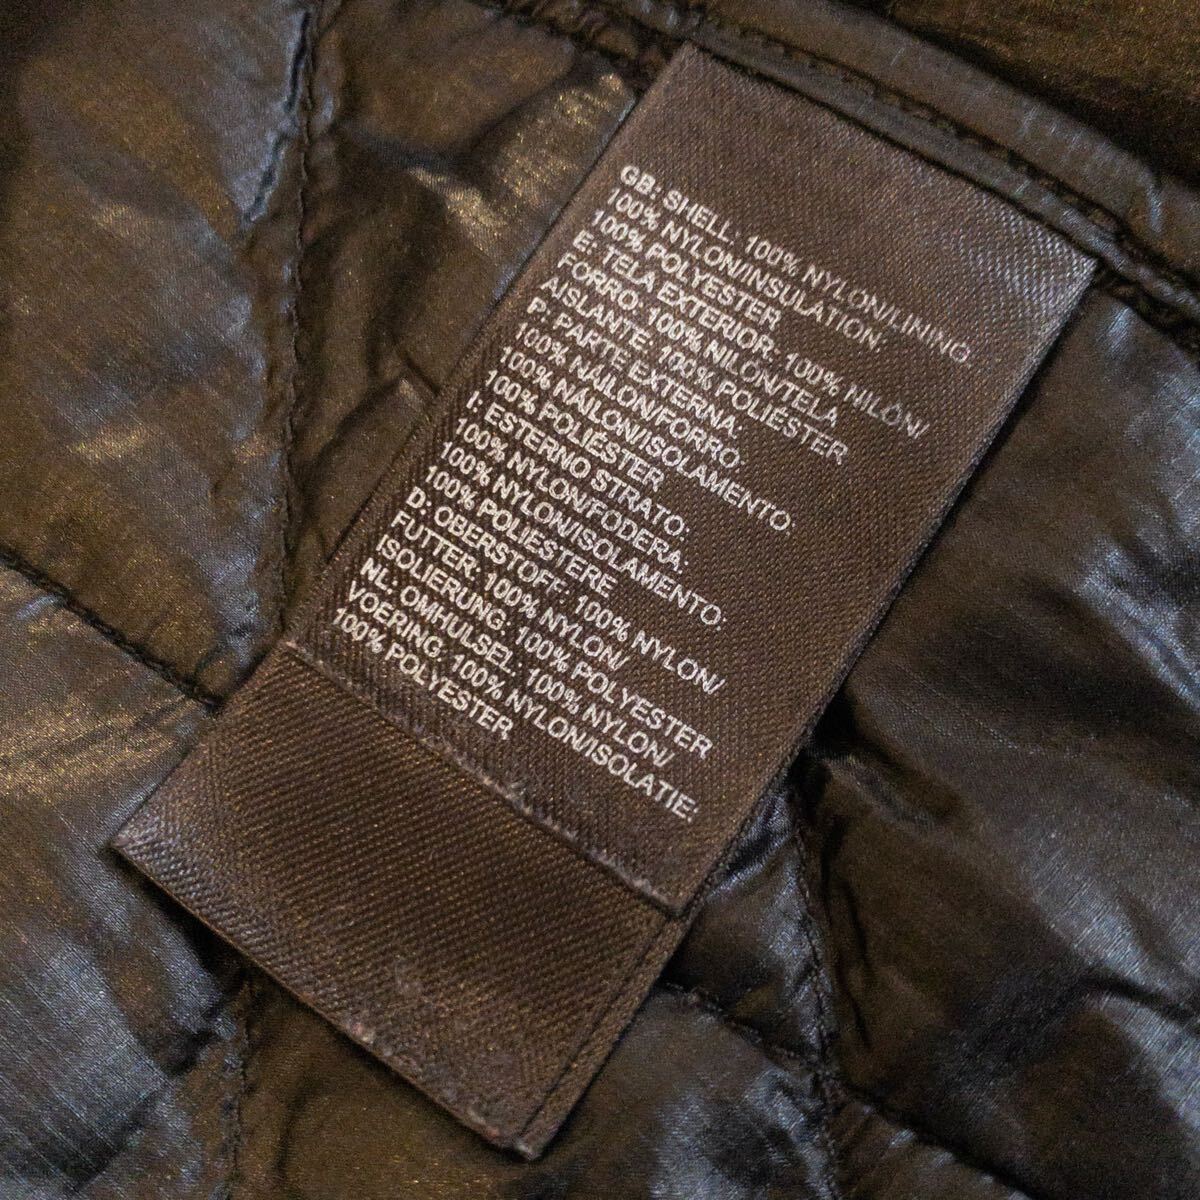 GB: SHELL. 100% NYLON/LINING.
100% NYLON/INSULATION.
100% POLYESTER
E: TELA EXTERIOR: 100% NILÓN/
FORRO: 100% NILÓN/TELA
AISLANTE: 100% POLIÉSTER
P: PARTE EXTERNA.
100% NÁILON/FORRO.
100% NÁILON/ISOLAMENTO:
100% POLIÉSTER
I: ESTERNO STRATO:
100% NYLON/FODERA.
100% NYLON/ISOLAMENTO:
100% POLIESTERE
D: OBERSTOFF: 100% NYLON/
FUTTER. 100% NYLON/
ISOLIERUNG: 100% POLYESTER
NL: OMHULSEL: 100% NYLON/
VOERING. 100% NYLON/ISOLATIE:
100% POLYESTER